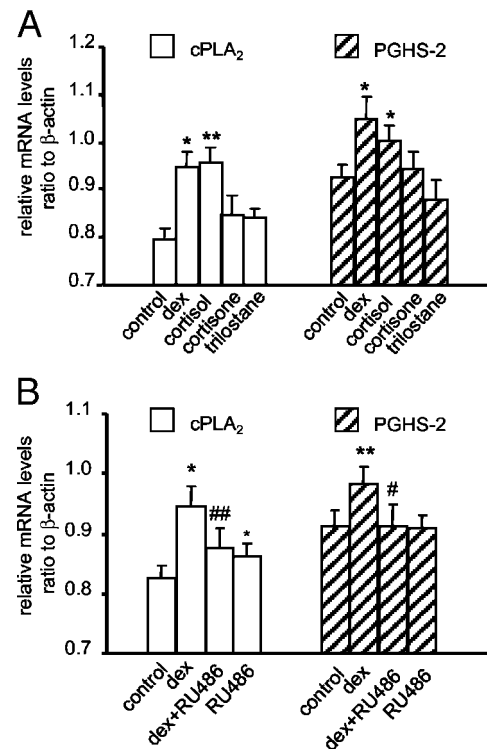 A
cPLA₂
PGHS-2
relative mRNA levels
ratio to β-actin
1.2
1.1
1.0
0.9
0.8
0.7
* ** * *
control dex cortisol cortisone trilostane
control dex cortisol cortisone trilostane
B
cPLA₂
PGHS-2
relative mRNA levels
ratio to β-actin
1.1
1.0
0.9
0.8
0.7
* ## * ** #
control dex dex+RU486 RU486
control dex dex+RU486 RU486